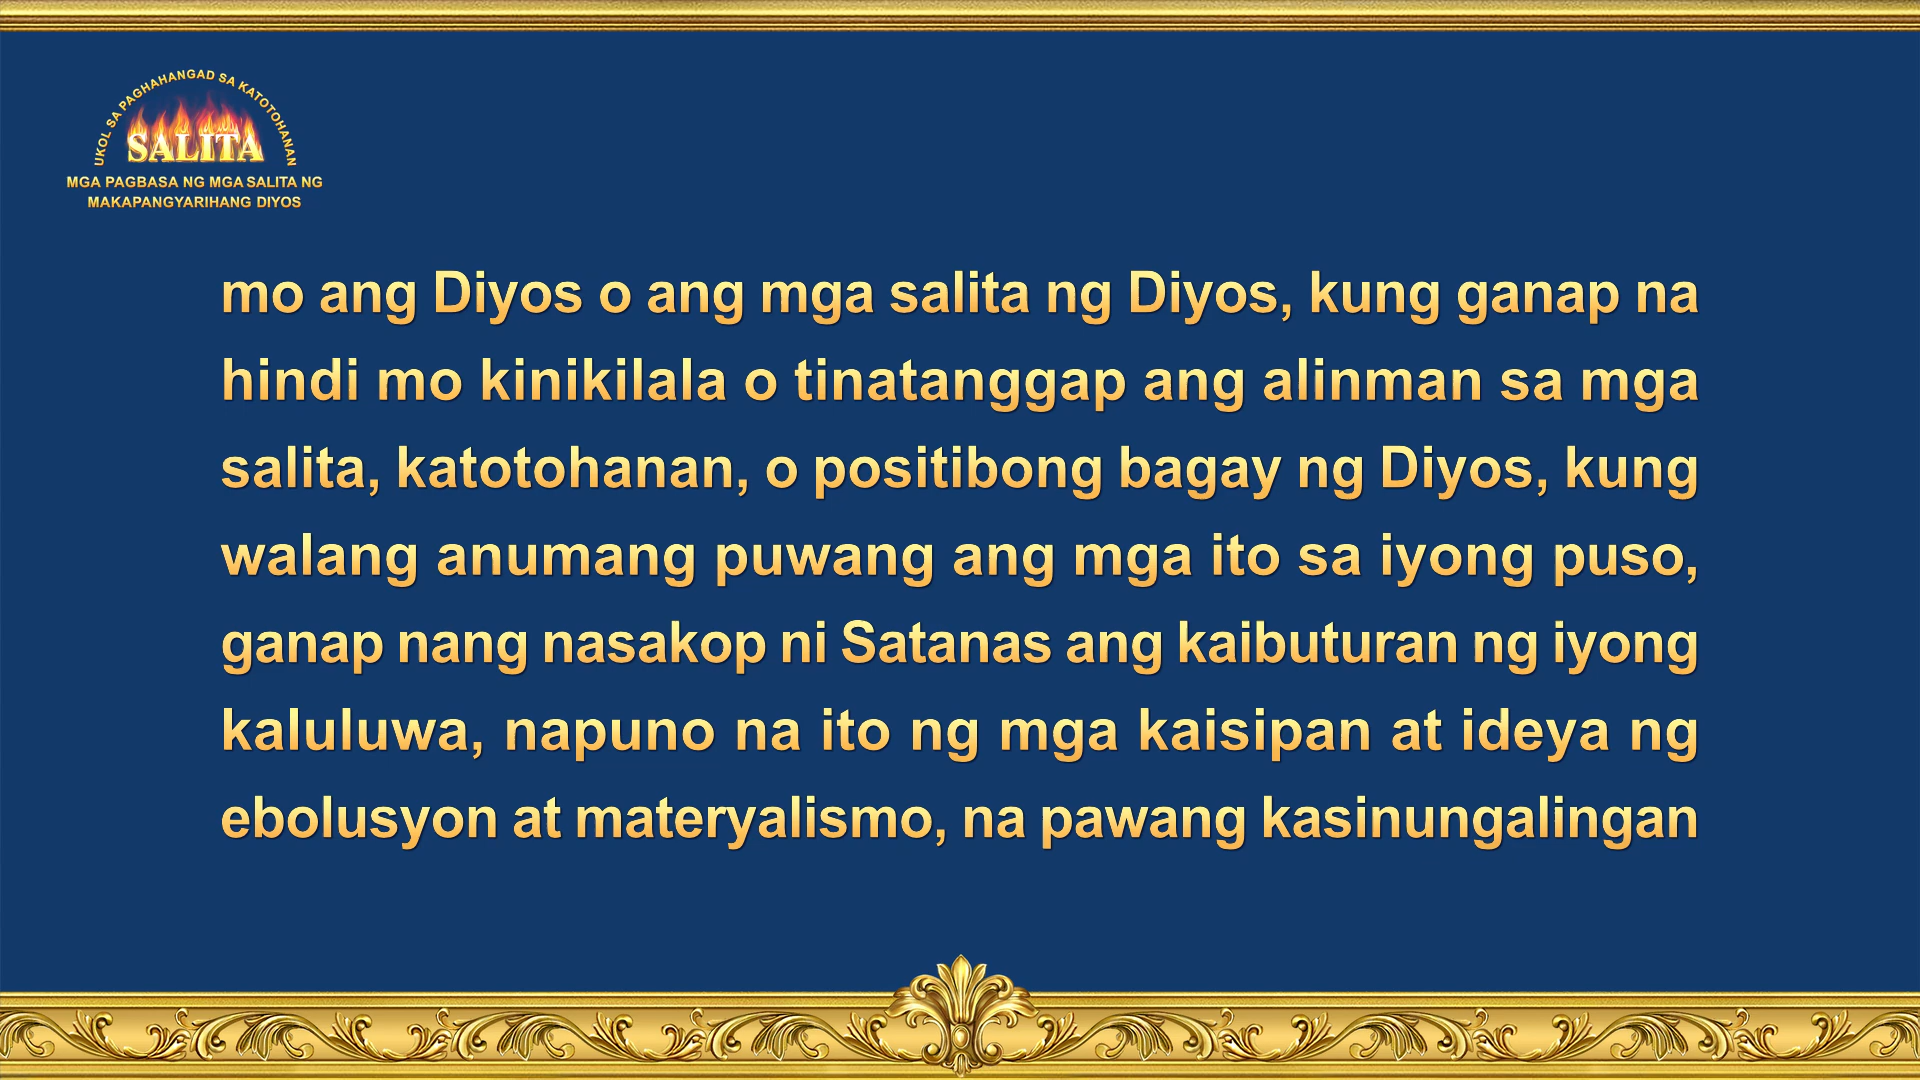 UKOL SA PAGHAHANGAD SA KATOTOHANAN
SALITA
MGA PAGBASA NG MGA SALITA NG
MAKAPANGYARIHANG DIYOS
mo ang Diyos o ang mga salita ng Diyos, kung ganap na
hindi mo kinikilala o tinatanggap ang alinman sa mga
salita, katotohanan, o positibong bagay ng Diyos, kung
walang anumang puwang ang mga ito sa iyong puso,
ganap nang nasakop ni Satanas ang kaibuturan ng iyong
kaluluwa, napuno na ito ng mga kaisipan at ideya ng
ebolusyon at materyalismo, na pawang kasinungalingan